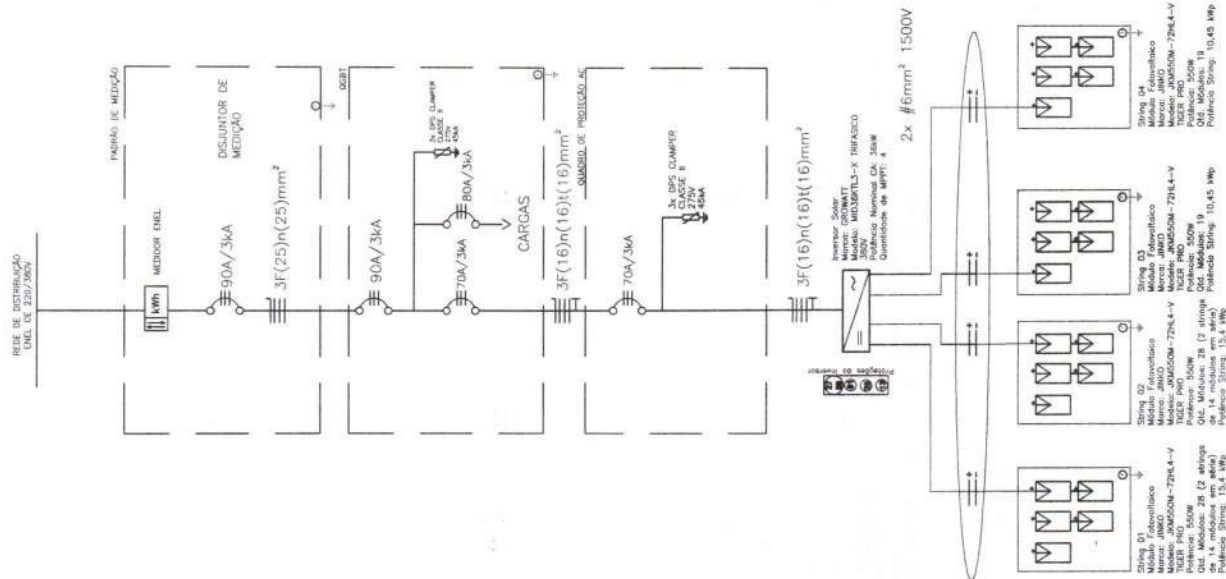 REDE DE DISTRIBUIÇÃO
ENEL DE 220/380V
PADRÃO DE MEDIÇÃO
kWh
MEDIDOR ENEL
DISJUNTOR DE
MEDIÇÃO
90A/3kA
3F(25)n(25)mm²
QGBT
90A/3kA
3x DPS CLAMPER
CLASSE II
275V
45kA
80A/3kA
CARGAS
70A/3kA
3F(16)n(16)t(16)mm²
QUADRO DE PROTEÇÃO AC
70A/3kA
3x DPS CLAMPER
CLASSE II
275V
45kA
3F(16)n(16)t(16)mm²
Inversor Solar
Marca: GROWATT
Modelo: MID36KTL3-X TRIFASICO
380V
Potência Nominal CA: 36kW
Quantidade de MPPT: 4
Proteções do Inversor
2x #6mm² 1500V
String 01
Módulo Fotovoltaico
Marca: JINKO
Modelo: JKM550M-72HL4-V
TIGER PRO
Potência: 550W
Qtd. Módulos: 28 (2 strings
de 14 módulos em série)
Potência String: 15,4 kWp
String 02
Módulo Fotovoltaico
Marca: JINKO
Modelo: JKM550M-72HL4-V
TIGER PRO
Potência: 550W
Qtd. Módulos: 28 (2 strings
de 14 módulos em série)
Potência String: 15,4 kWp
String 03
Módulo Fotovoltaico
Marca: JINKO
Modelo: JKM550M-72HL4-V
TIGER PRO
Potência: 550W
Qtd. Módulos: 19
Potência String: 10,45 kWp
String 04
Módulo Fotovoltaico
Marca: JINKO
Modelo: JKM550M-72HL4-V
TIGER PRO
Potência: 550W
Qtd. Módulos: 19
Potência String: 10,45 kWp